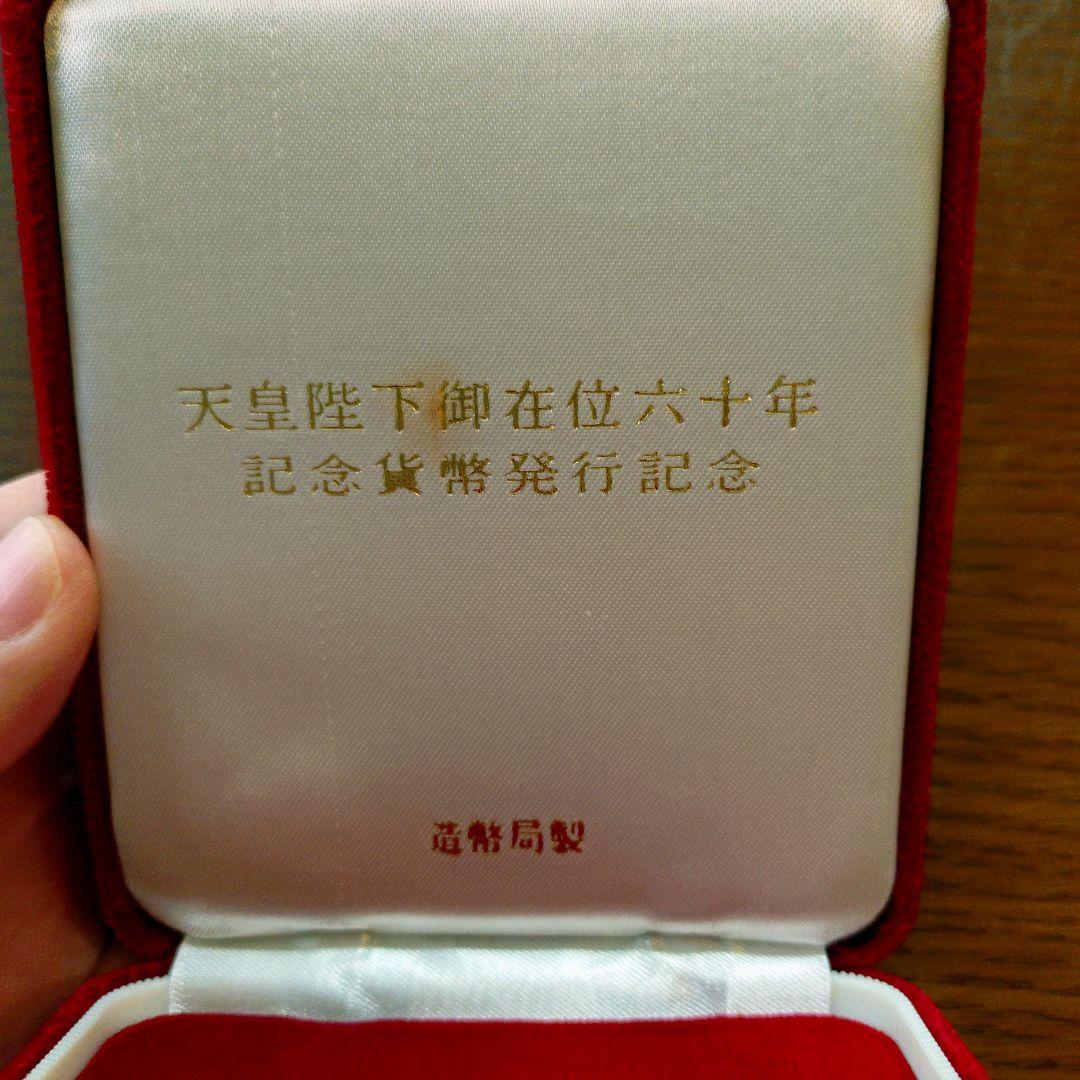 天皇陛下御在位六十年
記念貨幣発行記念
造幣局製